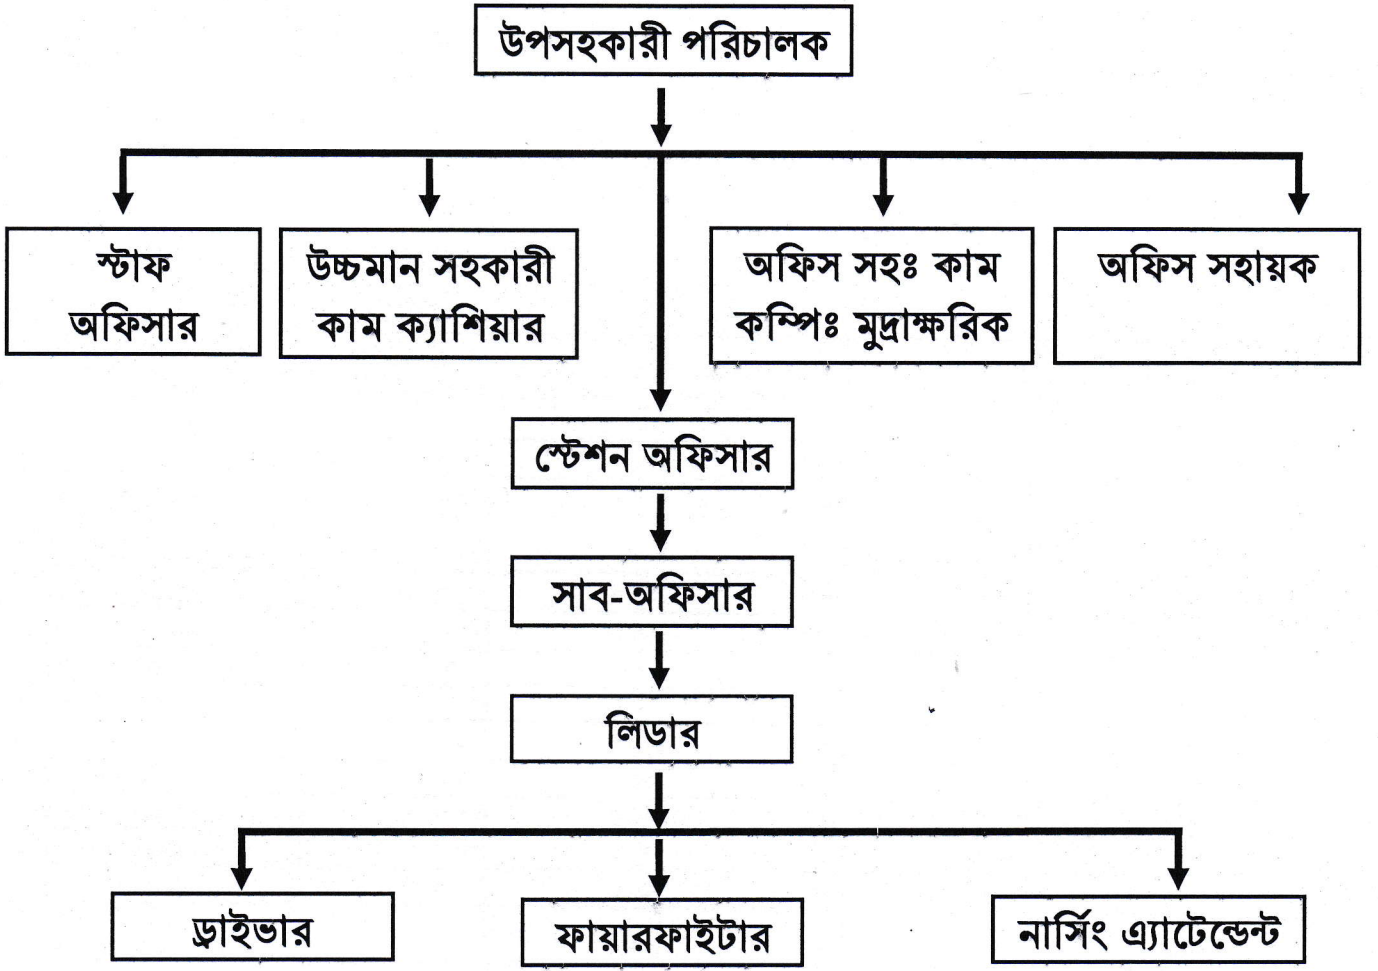 উপসহকারী পরিচালক
স্টাফ
অফিসার
উচ্চমান সহকারী
কাম ক্যাশিয়ার
অফিস সহঃ কাম
কম্পিঃ মুদ্রাক্ষরিক
অফিস সহায়ক
স্টেশন অফিসার
সাব-অফিসার
লিডার
ড্রাইভার
ফায়ারফাইটার
নার্সিং এ্যাটেন্ডেন্ট